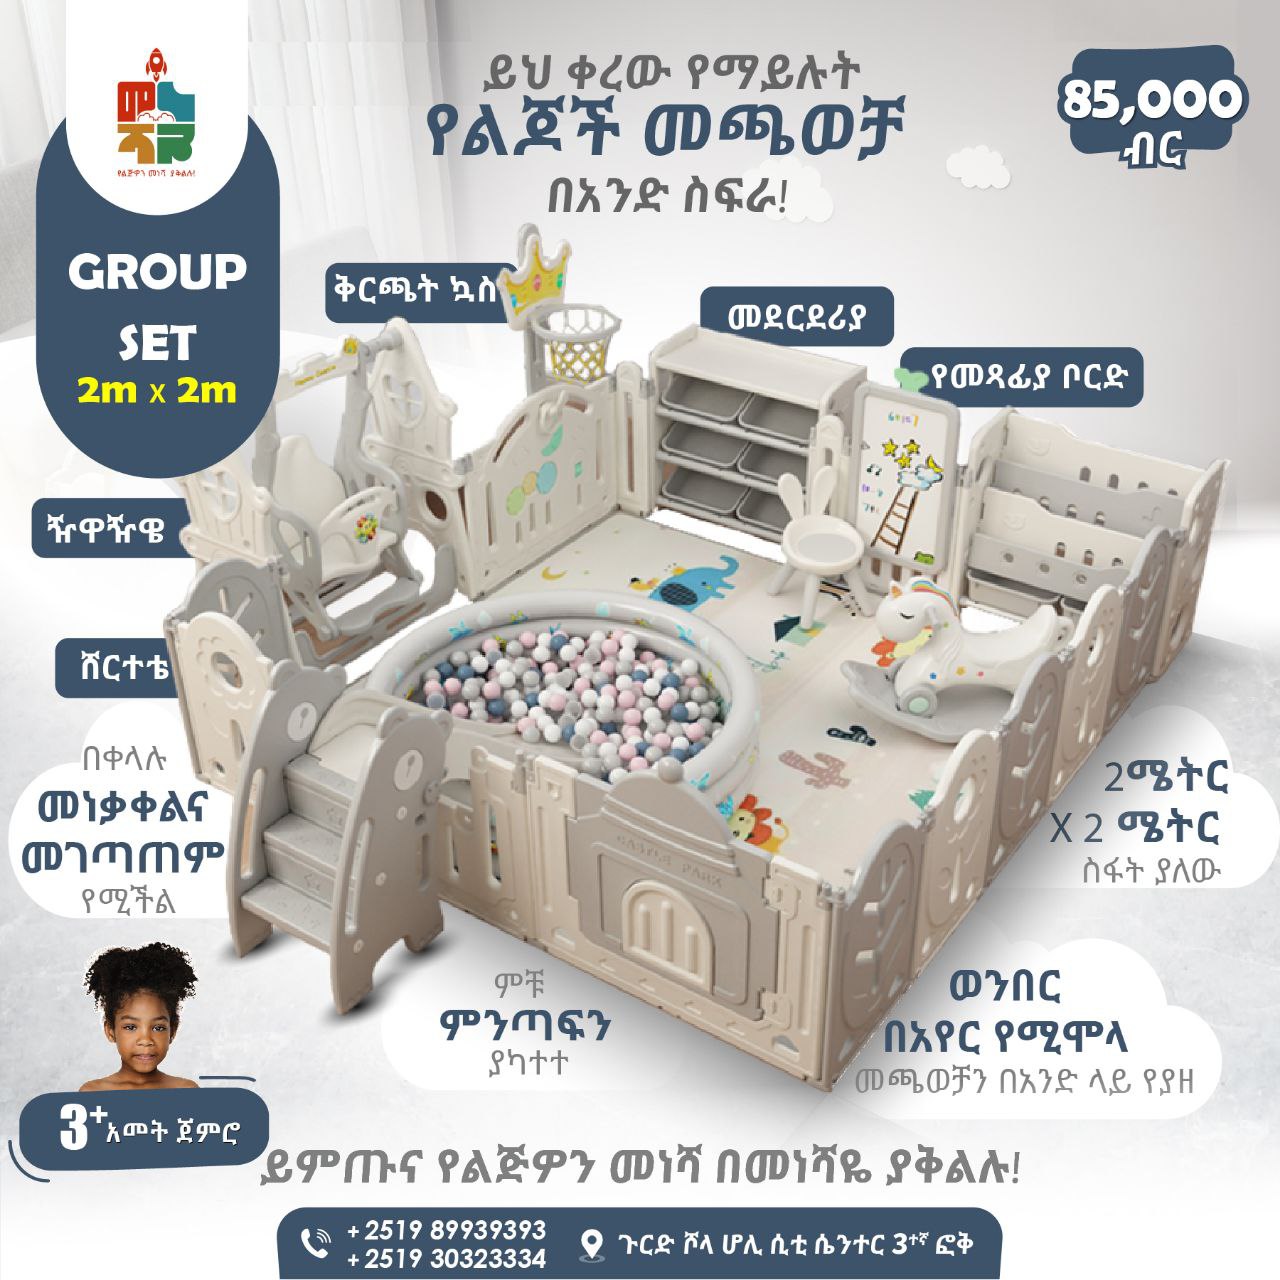 መነሻዬ
የልጅዎን መነሻ ያቅልሉ!
ይህ ቀረው የማይሉት
የልጆች መጫወቻ
በአንድ ስፍራ!
85,000
ብር
GROUP
SET
2m x 2m
ቅርጫት ኳስ
መደርደሪያ
የመጻፊያ ቦርድ
ዥዋዥዌ
ሸርተቴ
በቀላሉ
መነቃቀልና
መገጣጠም
የሚችል
CASTLE PARK
2ሜትር
X 2 ሜትር
ስፋት ያለው
ምቹ
ምንጣፍን
ያካተተ
ወንበር
በአየር የሚሞላ
መጫወቻን በአንድ ላይ የያዘ
3+አመት ጀምሮ
ይምጡና የልጅዎን መነሻ በመነሻዬ ያቅልሉ!
+2519 89939393
+2519 30323334
ጉርድ ሾላ ሆሊ ሲቲ ሴንተር 3ተኛ ፎቅ